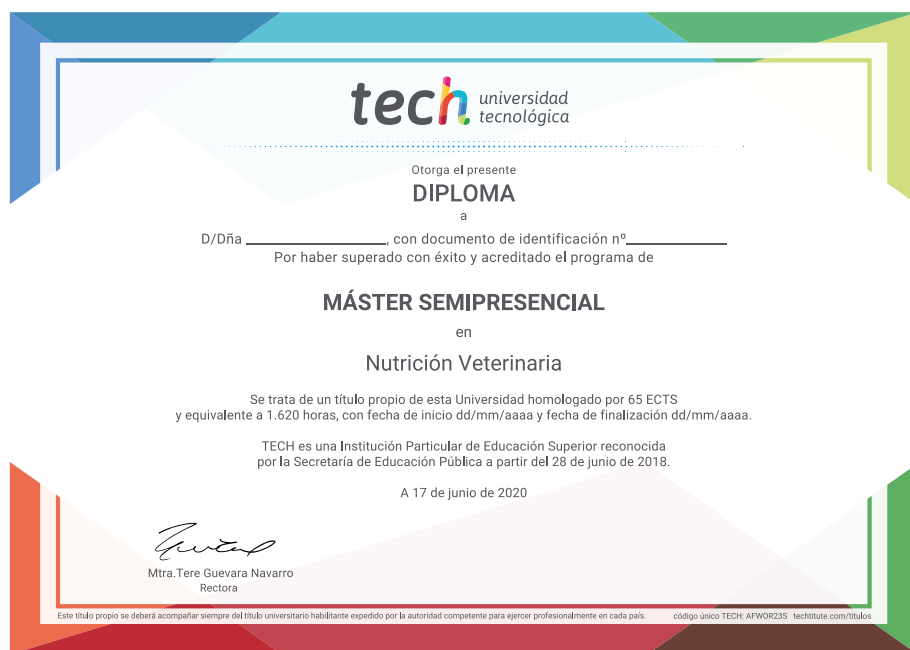 tech universidad
tecnológica
Otorga el presente
DIPLOMA
a
D/Dña ________________, con documento de identificación nº____________
Por haber superado con éxito y acreditado el programa de
MÁSTER SEMIPRESENCIAL
en
Nutrición Veterinaria
Se trata de un título propio de esta Universidad homologado por 65 ECTS
y equivalente a 1.620 horas, con fecha de inicio dd/mm/aaaa y fecha de finalización dd/mm/aaaa.
TECH es una Institución Particular de Educación Superior reconocida
por la Secretaría de Educación Pública a partir del 28 de junio de 2018.
A 17 de junio de 2020
Mtra.Tere Guevara Navarro
Rectora
Este título propio se deberá acompañar siempre del título universitario habilitante expedido por la autoridad competente para ejercer profesionalmente en cada país. código único TECH: AFWOR23S techtitute.com/titulos